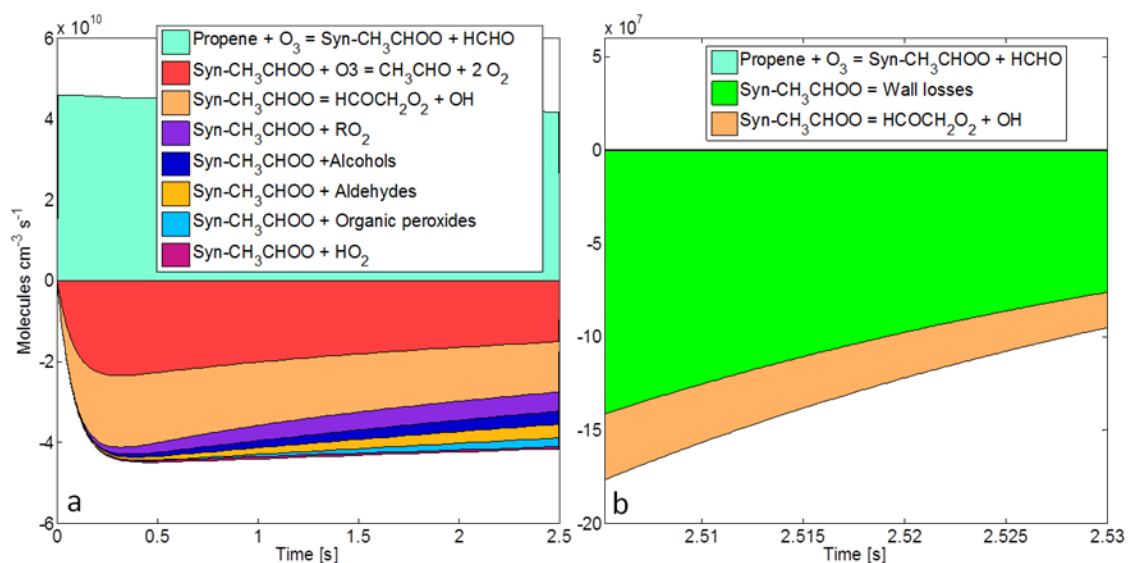 x 10¹⁰
6
4
2
0
-2
-4
-6
Molecules cm⁻³ s⁻¹
Propene + O₃ = Syn-CH₃CHOO + HCHO
Syn-CH₃CHOO + O3 = CH₃CHO + 2 O₂
Syn-CH₃CHOO = HCOCH₂O₂ + OH
Syn-CH₃CHOO + RO₂
Syn-CH₃CHOO +Alcohols
Syn-CH₃CHOO + Aldehydes
Syn-CH₃CHOO + Organic peroxides
Syn-CH₃CHOO + HO₂
a
0 0.5 1 1.5 2 2.5
Time [s]
x 10⁷
5
0
-5
-10
-15
-20
Propene + O₃ = Syn-CH₃CHOO + HCHO
Syn-CH₃CHOO = Wall losses
Syn-CH₃CHOO = HCOCH₂O₂ + OH
b
2.51 2.515 2.52 2.525 2.53
Time [s]